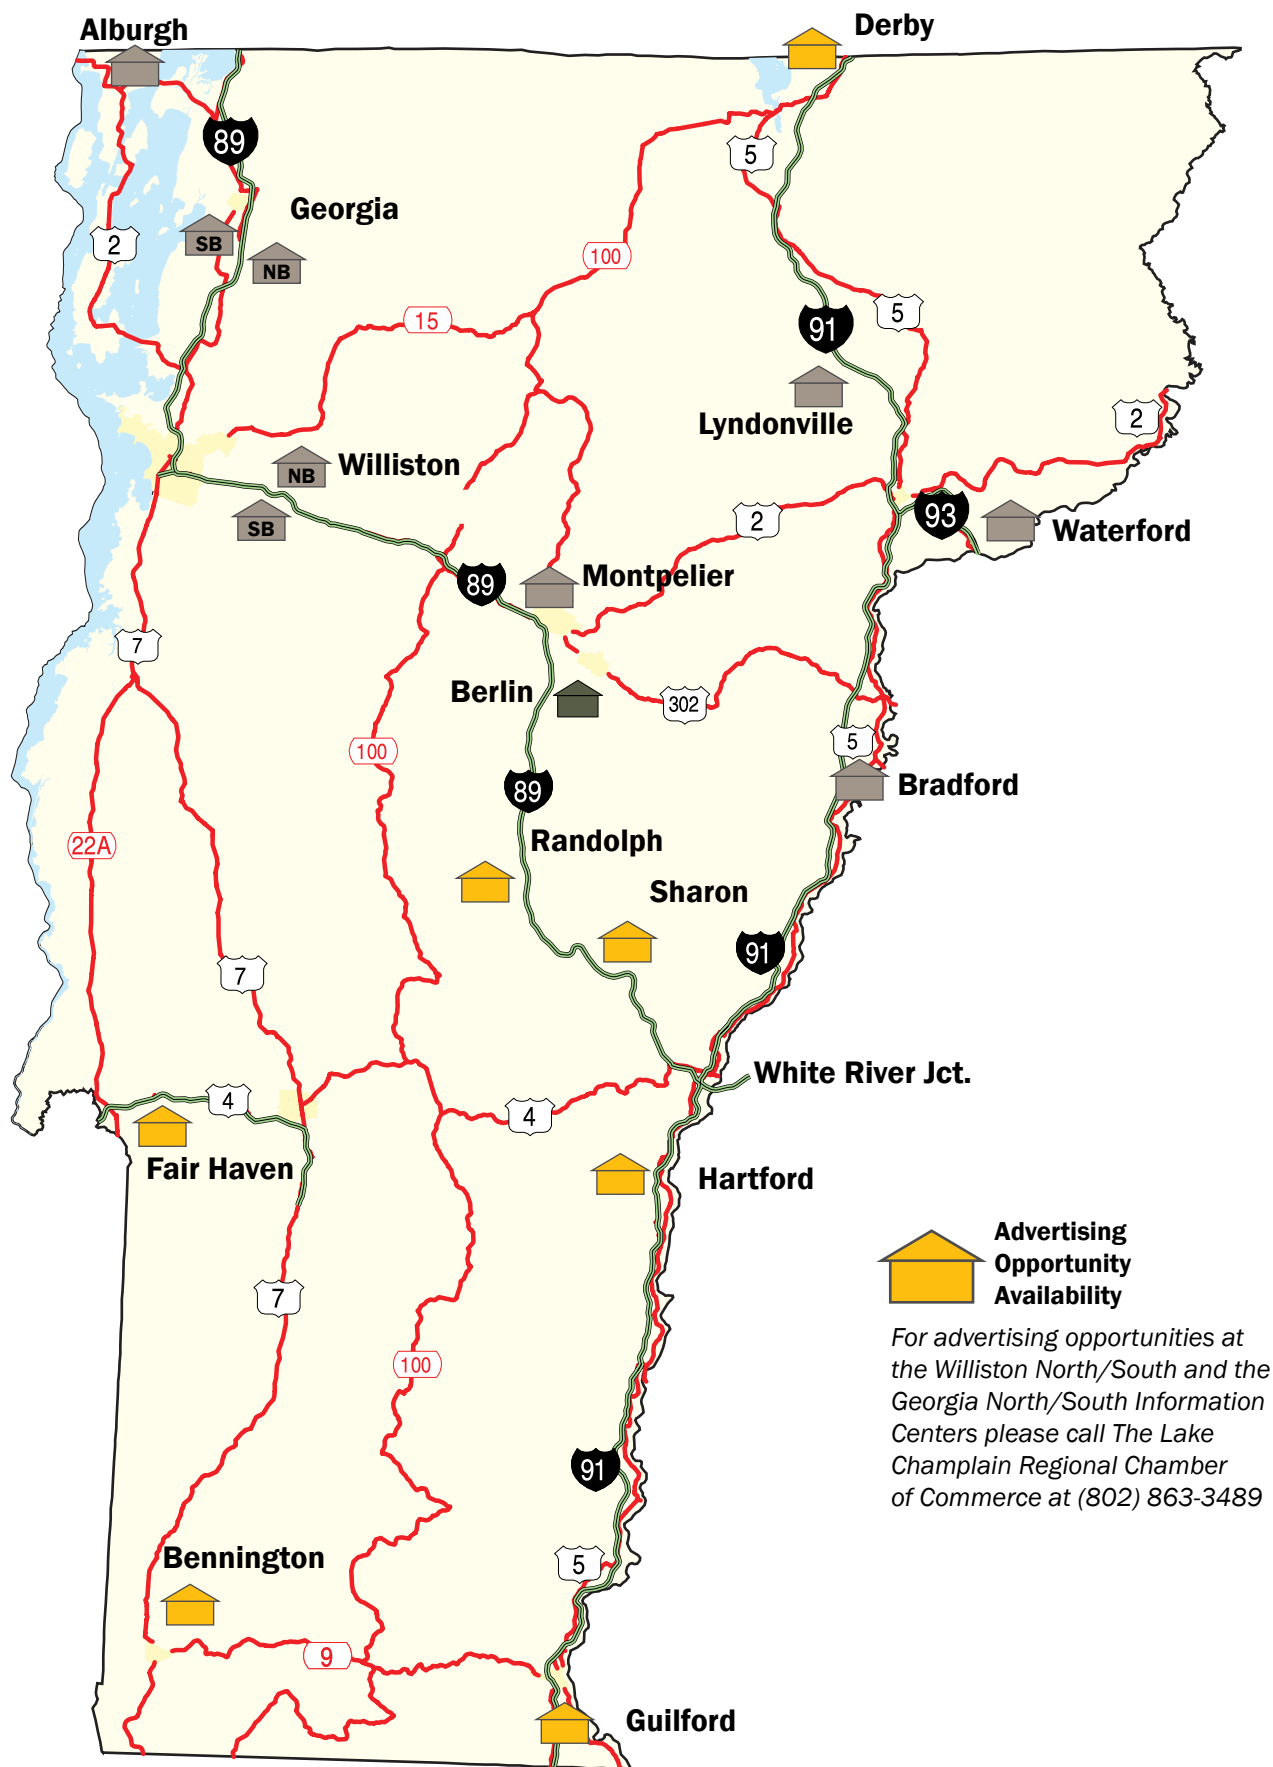 Alburgh
Derby
89
5
Georgia
SB
2
NB
100
15
5
91
Lyndonville
2
Williston
NB
2
93
SB
Waterford
89
Montpelier
7
Berlin
302
5
100
Bradford
89
Randolph
22A
Sharon
91
7
White River Jct.
4
4
Fair Haven
Hartford
Advertising
Opportunity
Availability
7
For advertising opportunities at
the Williston North/South and the
100
Georgia North/South Information
Centers please call The Lake
Champlain Regional Chamber
91
of Commerce at (802) 863-3489
Bennington
5
9
Guilford